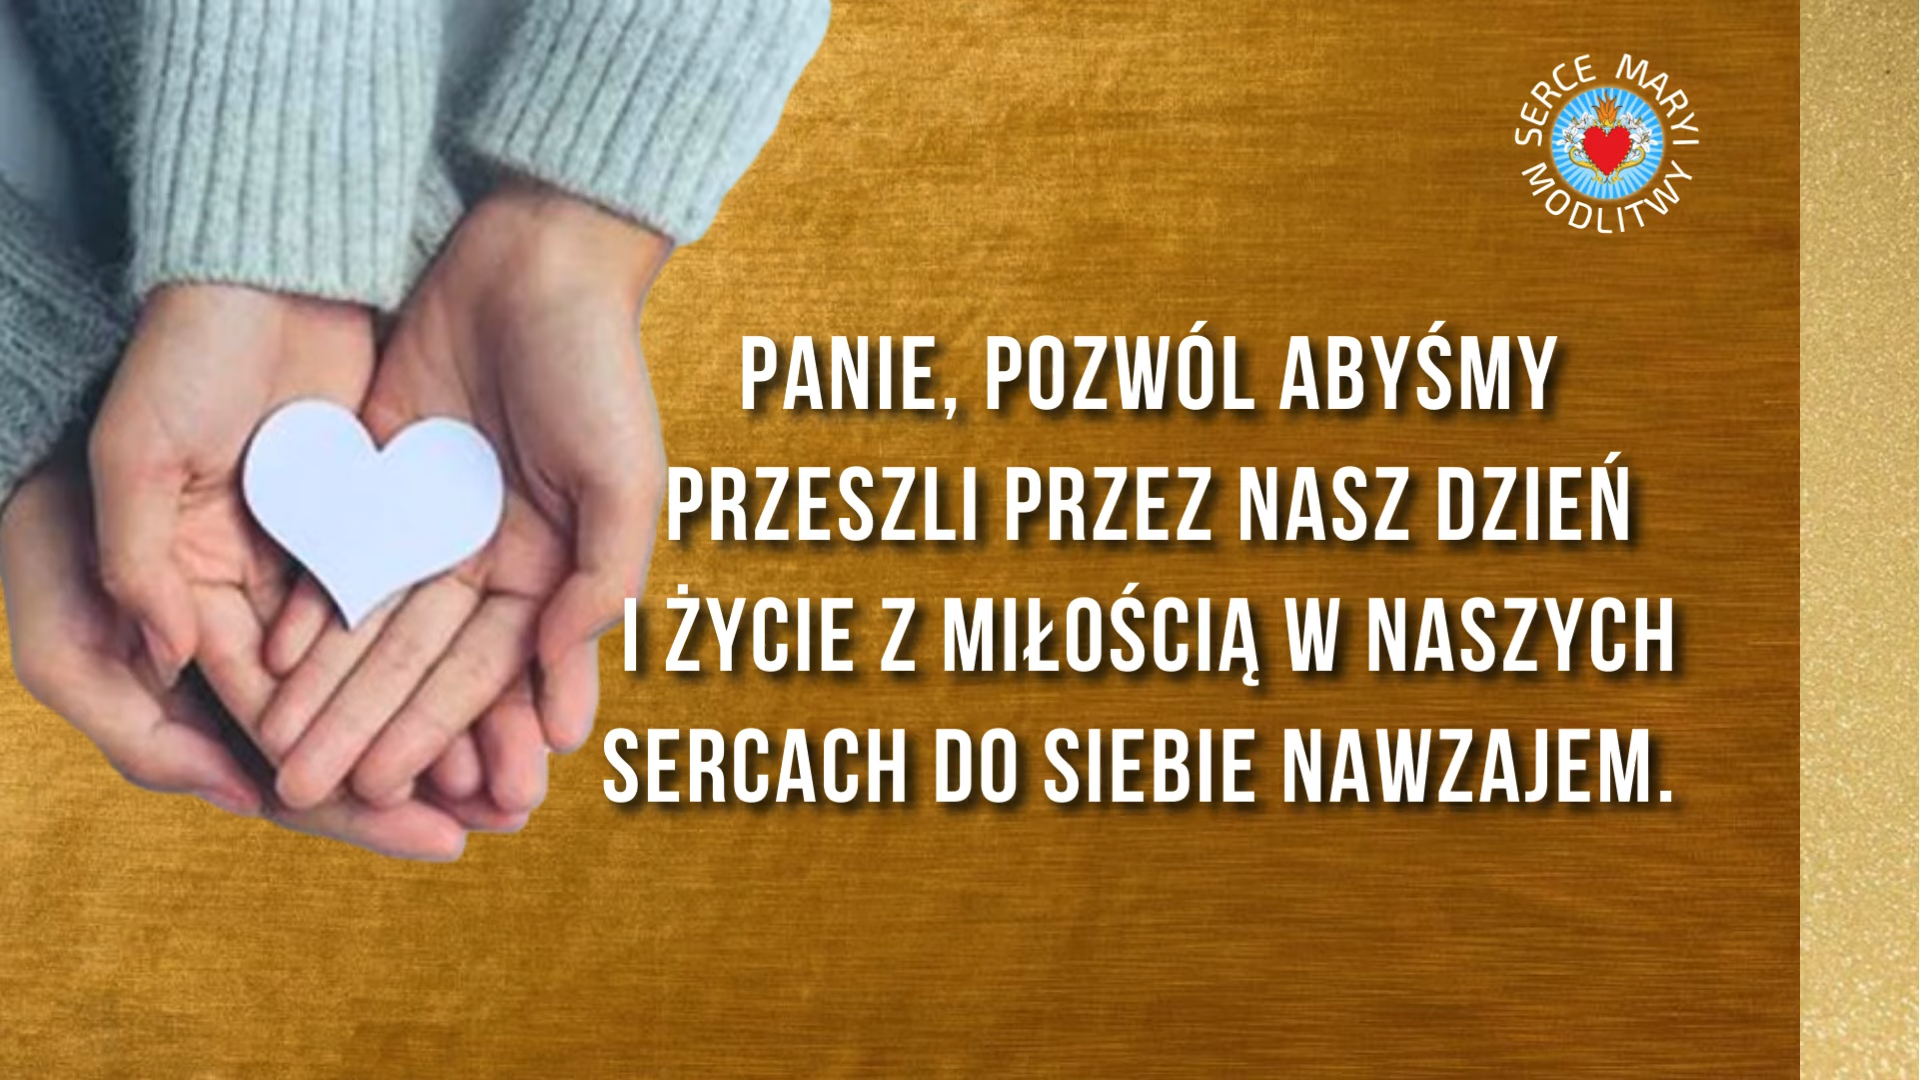 SERCE MARYI
MODLITWY
PANIE, POZWÓL ABYŚMY
PRZESZLI PRZEZ NASZ DZIEŃ
I ŻYCIE Z MIŁOŚCIĄ W NASZYCH
SERCACH DO SIEBIE NAWZAJEM.